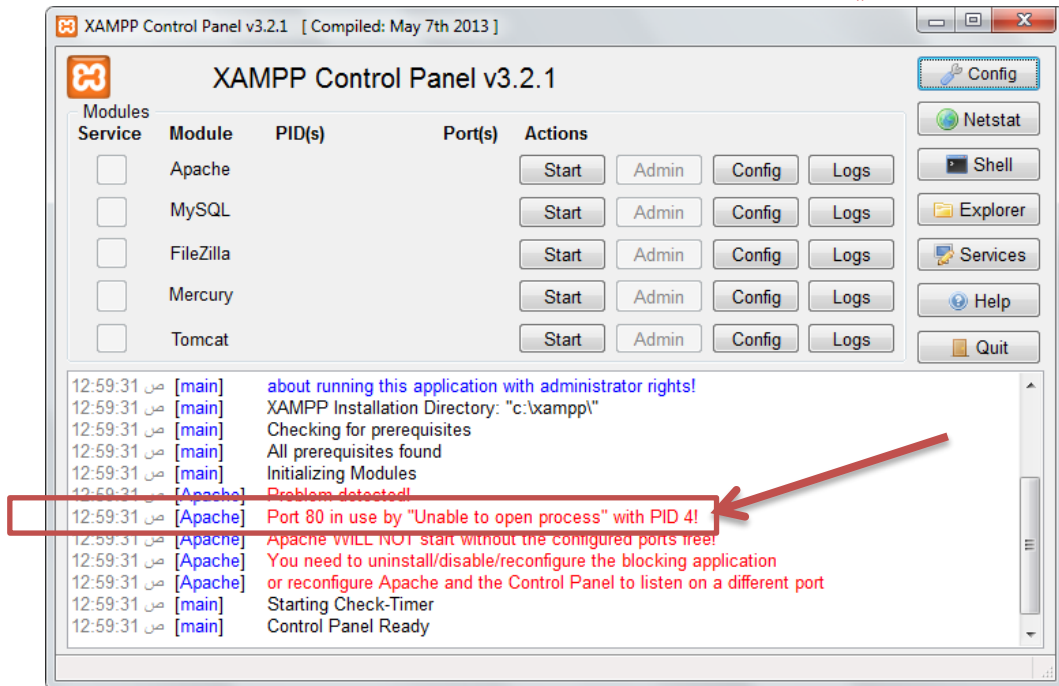 XAMPP Control Panel v3.2.1 [ Compiled: May 7th 2013 ]
XAMPP Control Panel v3.2.1
Config
Netstat
Shell
Explorer
Services
Help
Quit
Modules
Service Module PID(s) Port(s) Actions
Apache Start Admin Config Logs
MySQL Start Admin Config Logs
FileZilla Start Admin Config Logs
Mercury Start Admin Config Logs
Tomcat Start Admin Config Logs
12:59:31 ص [main] about running this application with administrator rights!
12:59:31 ص [main] XAMPP Installation Directory: "c:\xampp\"
12:59:31 ص [main] Checking for prerequisites
12:59:31 ص [main] All prerequisites found
12:59:31 ص [main] Initializing Modules
12:59:31 ص [Apache] Problem detected!
12:59:31 ص [Apache] Port 80 in use by "Unable to open process" with PID 4!
12:59:31 ص [Apache] Apache WILL NOT start without the configured ports free!
12:59:31 ص [Apache] You need to uninstall/disable/reconfigure the blocking application
12:59:31 ص [Apache] or reconfigure Apache and the Control Panel to listen on a different port
12:59:31 ص [main] Starting Check-Timer
12:59:31 ص [main] Control Panel Ready